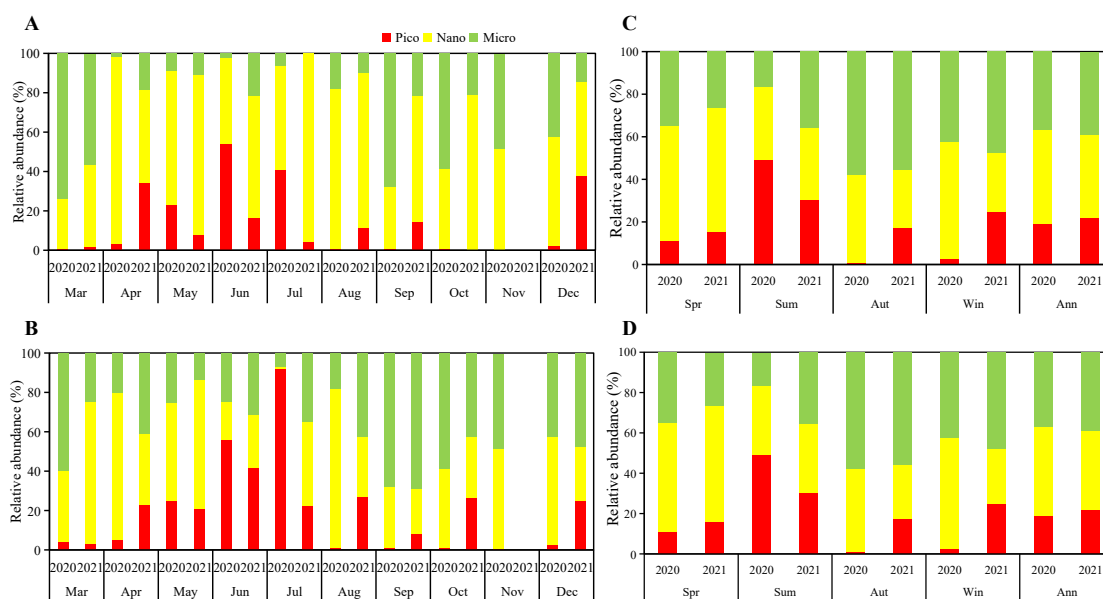 A
C
Pico Nano Micro
Relative abundance (%)
100
80
60
40
20
0
2020 2021 2020 2021 2020 2021 2020 2021 2020 2021 2020 2021 2020 2021 2020 2021 2020 2021 2020 2021
Mar Apr May Jun Jul Aug Sep Oct Nov Dec
Relative abundance (%)
100
80
60
40
20
0
2020 2021 2020 2021 2020 2021 2020 2021 2020 2021
Spr Sum Aut Win Ann
B
D
Relative abundance (%)
100
80
60
40
20
0
2020 2021 2020 2021 2020 2021 2020 2021 2020 2021 2020 2021 2020 2021 2020 2021 2020 2021 2020 2021
Mar Apr May Jun Jul Aug Sep Oct Nov Dec
Relative abundance (%)
100
80
60
40
20
0
2020 2021 2020 2021 2020 2021 2020 2021 2020 2021
Spr Sum Aut Win Ann